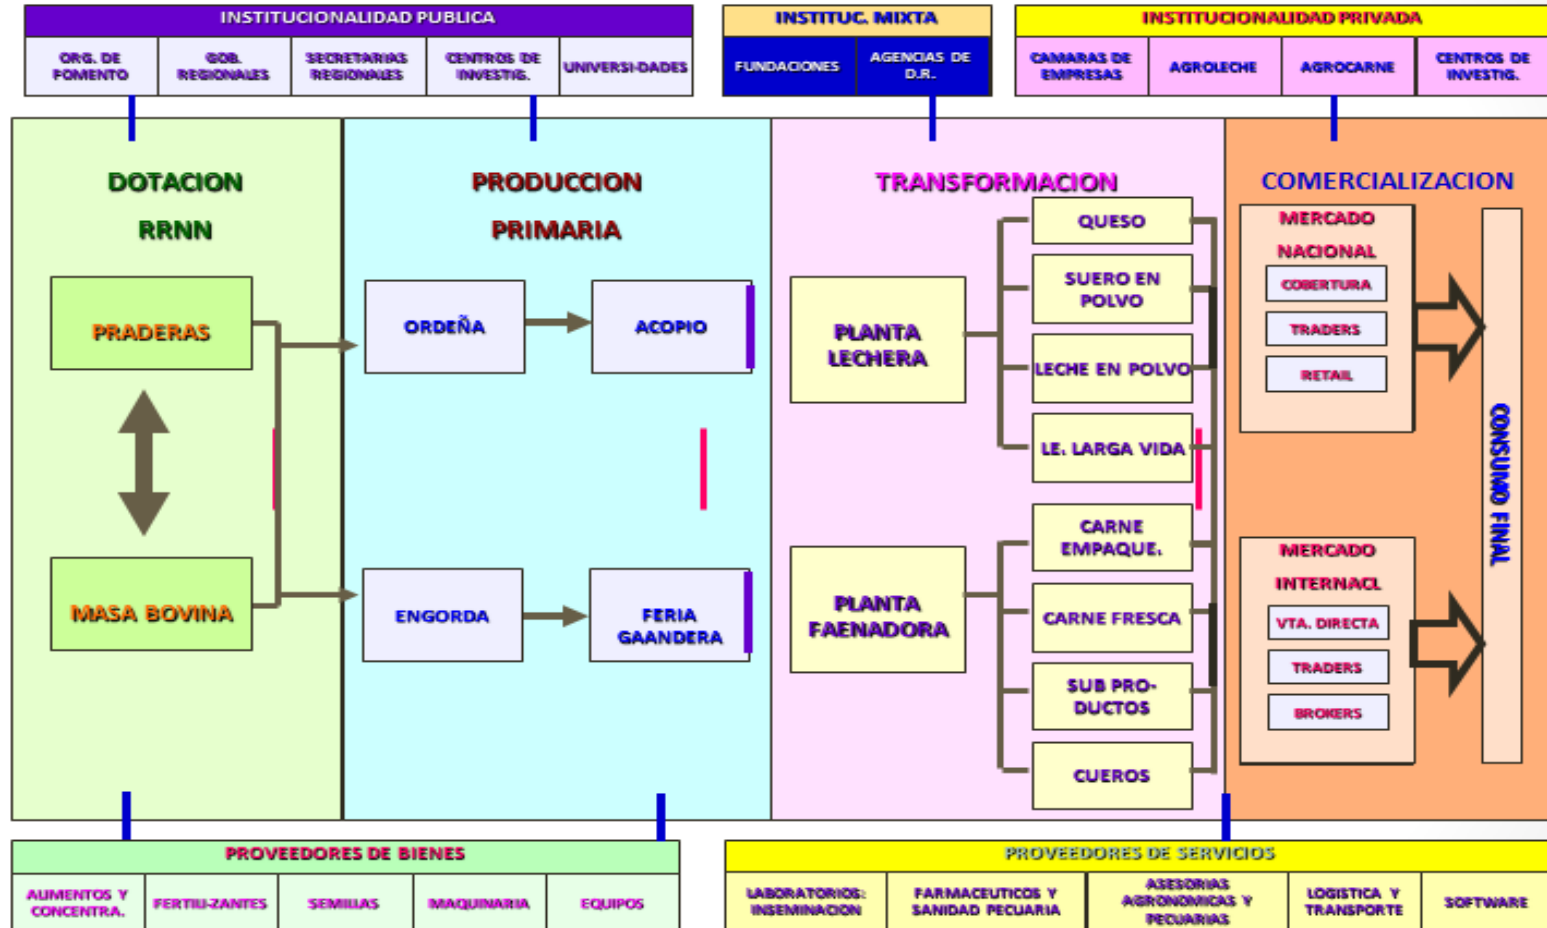 INSTITUCIONALIDAD PUBLICA
ORG. DE
FOMENTO
GOB.
REGIONALES
SECRETARIAS
REGIONALES
CENTROS DE
INVESTIG.
UNIVERSI-DADES
INSTITUC. MIXTA
FUNDACIONES
AGENCIAS DE
D.R.
INSTITUCIONALIDAD PRIVADA
CAMARAS DE
EMPRESAS
AGROLECHE
AGROCARNE
CENTROS DE
INVESTIG.
DOTACION
RRNN
PRADERAS
MASA BOVINA
PRODUCCION
PRIMARIA
ORDEÑA
ACOPIO
ENGORDA
FERIA
GAANDERA
TRANSFORMACION
PLANTA
LECHERA
QUESO
SUERO EN
POLVO
LECHE EN POLVO
LE. LARGA VIDA
PLANTA
FAENADORA
CARNE
EMPAQUE.
CARNE FRESCA
SUB PRO-
DUCTOS
CUEROS
COMERCIALIZACION
MERCADO
NACIONAL
COBERTURA
TRADERS
RETAIL
MERCADO
INTERNACL
VTA. DIRECTA
TRADERS
BROKERS
CONSUMO FINAL
PROVEEDORES DE BIENES
ALIMENTOS Y
CONCENTRA.
FERTILI-ZANTES
SEMILLAS
MAQUINARIA
EQUIPOS
PROVEEDORES DE SERVICIOS
LABORATORIOS:
INSEMINACION
FARMACEUTICOS Y
SANIDAD PECUARIA
ASESORIAS
AGRONOMICAS Y
PECUARIAS
LOGISTICA Y
TRANSPORTE
SOFTWARE